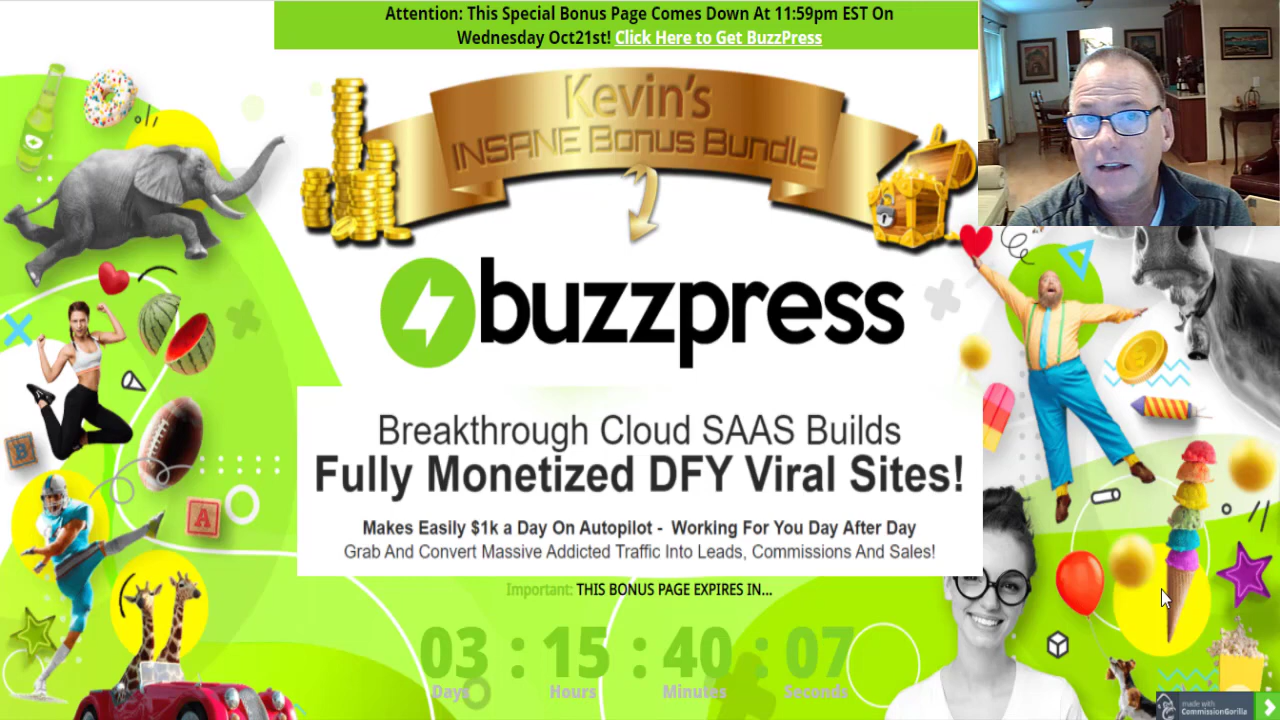 Attention: This Special Bonus Page Comes Down At 11:59pm EST On
Wednesday Oct21st! Click Here to Get BuzzPress
Kevin's
INSANE Bonus Bundle
buzzpress
Breakthrough Cloud SAAS Builds
Fully Monetized DFY Viral Sites!
Makes Easily $1k a Day On Autopilot - Working For You Day After Day
Grab And Convert Massive Addicted Traffic Into Leads, Commissions And Sales!
Important: THIS BONUS PAGE EXPIRES IN...
03 : 15 : 40 : 07
Days Hours Minutes Seconds
B
A
made with
CommissionGorilla